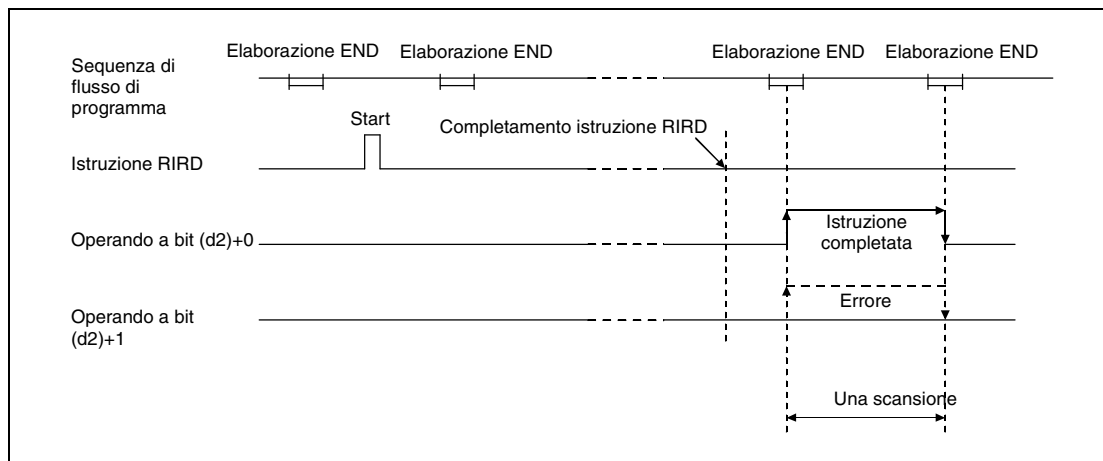 Elaborazione END
Elaborazione END
Elaborazione END
Elaborazione END
Sequenza di
flusso di
programma
Start
Completamento istruzione RIRD
Istruzione RIRD
Istruzione
completata
Operando a bit (d2)+0
Errore
Operando a bit
(d2)+1
Una scansione